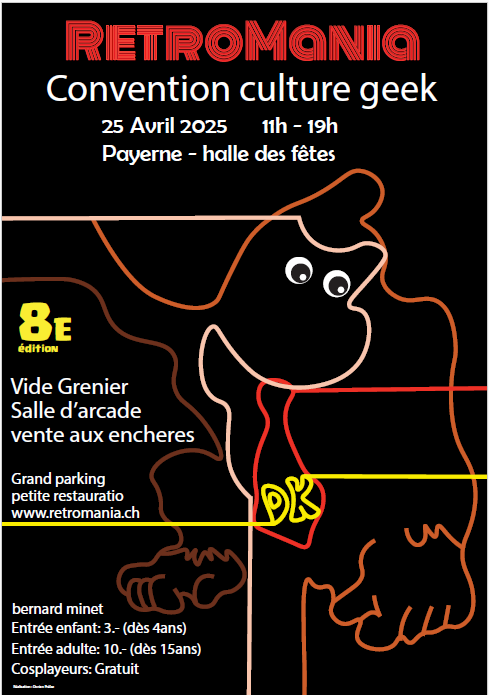 RETROMANIA
Convention culture geek
25 Avril 2025 11h - 19h
Payerne - halle des fêtes
8E
édition
Vide Grenier
Salle d'arcade
vente aux encheres
Grand parking
petite restauratio
www.retromania.ch
DK
bernard minet
Entrée enfant: 3.- (dès 4ans)
Entrée adulte: 10.- (dès 15ans)
Cosplayeurs: Gratuit